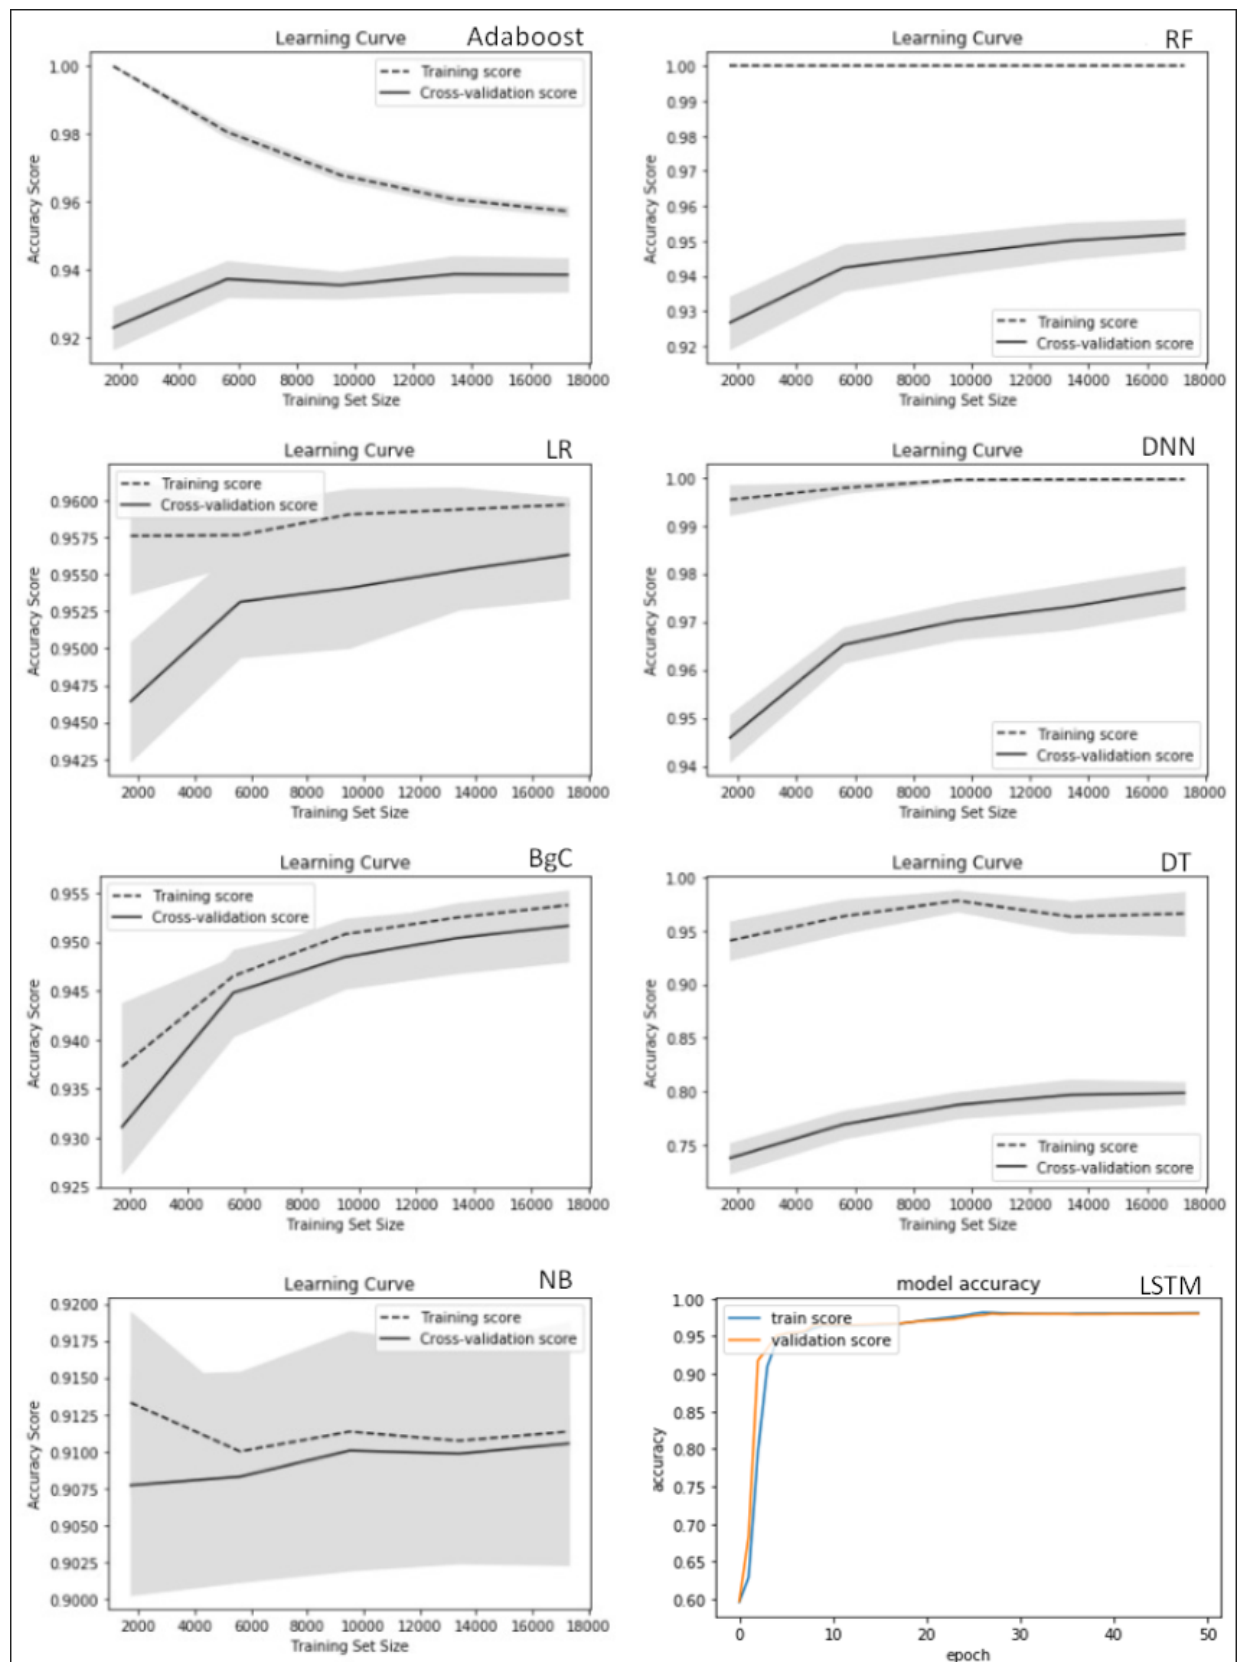 Learning Curve Adaboost
1.00
0.98
0.96
0.94
0.92
Accuracy Score
Training score
Cross-validation score
2000 4000 6000 8000 10000 12000 14000 16000 18000
Training Set Size
Learning Curve RF
1.00
0.99
0.98
0.97
0.96
0.95
0.94
0.93
0.92
Accuracy Score
Training score
Cross-validation score
2000 4000 6000 8000 10000 12000 14000 16000 18000
Training Set Size
Learning Curve LR
0.9600
0.9575
0.9550
0.9525
0.9500
0.9475
0.9450
0.9425
Accuracy Score
Training score
Cross-validation score
2000 4000 6000 8000 10000 12000 14000 16000 18000
Training Set Size
Learning Curve DNN
1.00
0.99
0.98
0.97
0.96
0.95
0.94
Accuracy Score
Training score
Cross-validation score
2000 4000 6000 8000 10000 12000 14000 16000 18000
Training Set Size
Learning Curve BgC
0.955
0.950
0.945
0.940
0.935
0.930
0.925
Accuracy Score
Training score
Cross-validation score
2000 4000 6000 8000 10000 12000 14000 16000 18000
Training Set Size
Learning Curve DT
1.00
0.95
0.90
0.85
0.80
0.75
Accuracy Score
Training score
Cross-validation score
2000 4000 6000 8000 10000 12000 14000 16000 18000
Training Set Size
Learning Curve NB
0.9200
0.9175
0.9150
0.9125
0.9100
0.9075
0.9050
0.9025
0.9000
Accuracy Score
Training score
Cross-validation score
2000 4000 6000 8000 10000 12000 14000 16000 18000
Training Set Size
model accuracy LSTM
1.00
0.95
0.90
0.85
0.80
0.75
0.70
0.65
0.60
accuracy
train score
validation score
0 10 20 30 40 50
epoch